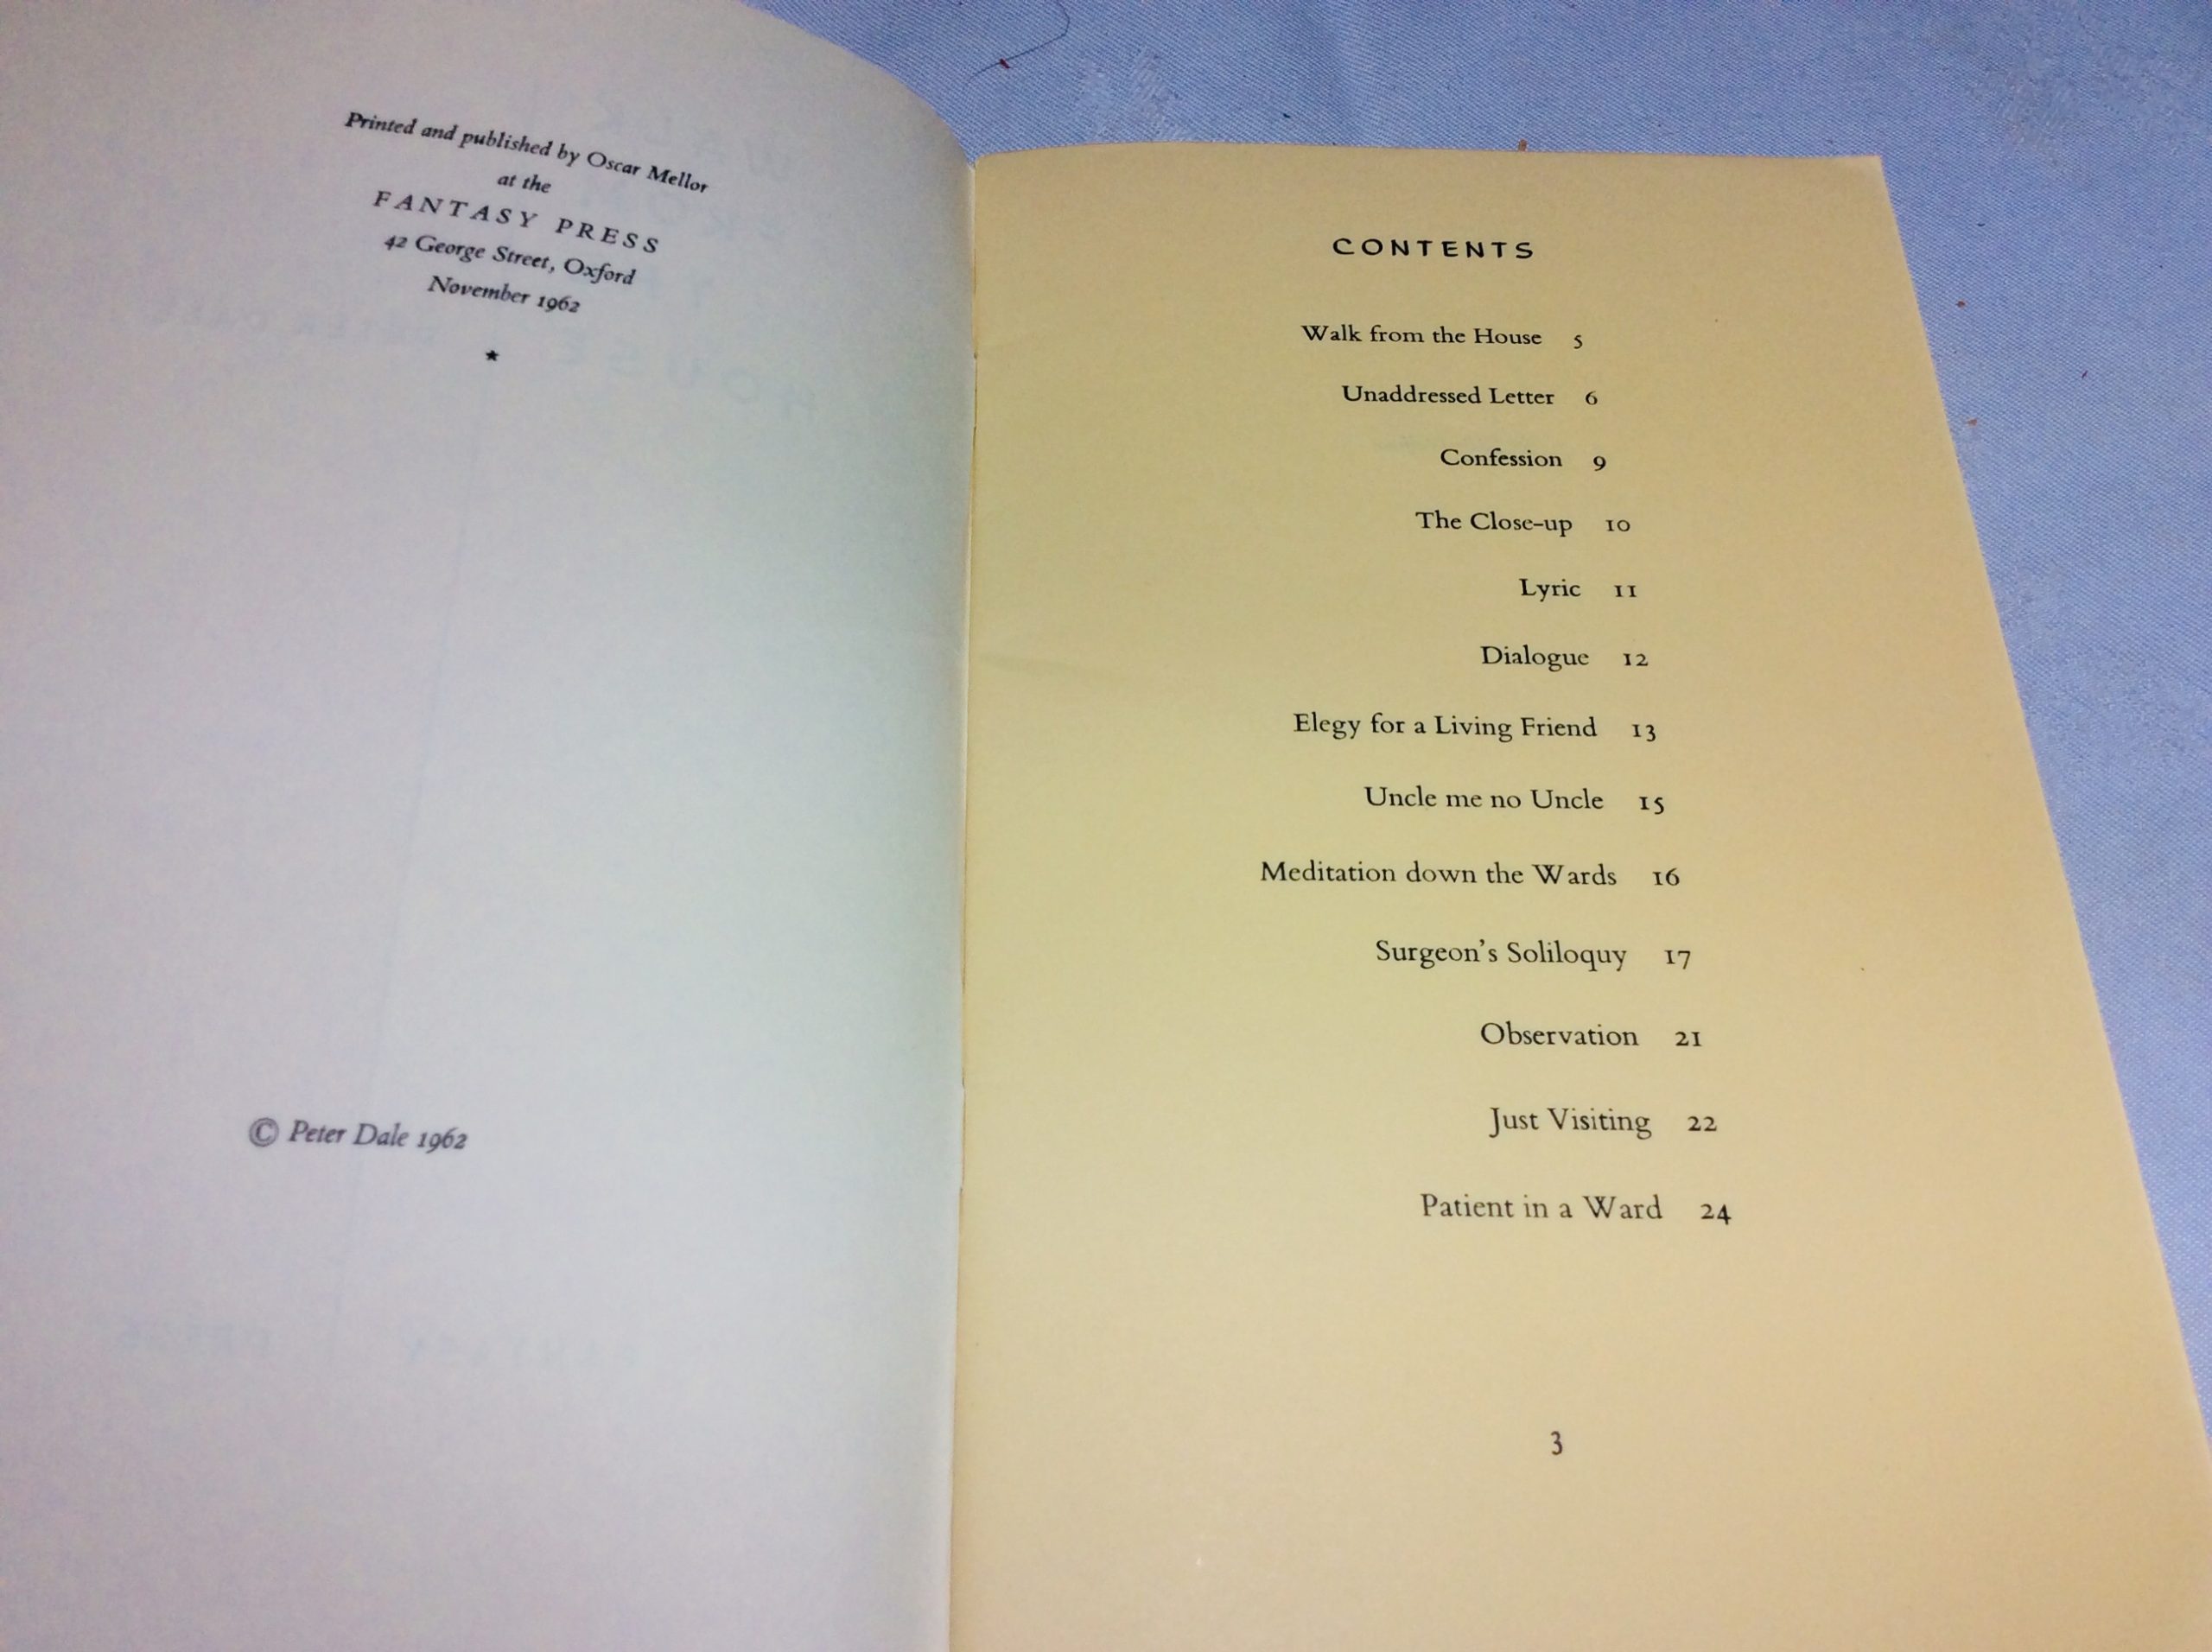 Printed and published by Oscar Mellor
at the
FANTASY PRESS
42 George Street, Oxford
November 1962
© Peter Dale 1962
CONTENTS
Walk from the House 5
Unaddressed Letter 6
Confession 9
The Close-up 10
Lyric 11
Dialogue 12
Elegy for a Living Friend 13
Uncle me no Uncle 15
Meditation down the Wards 16
Surgeon's Soliloquy 17
Observation 21
Just Visiting 22
Patient in a Ward 24
3